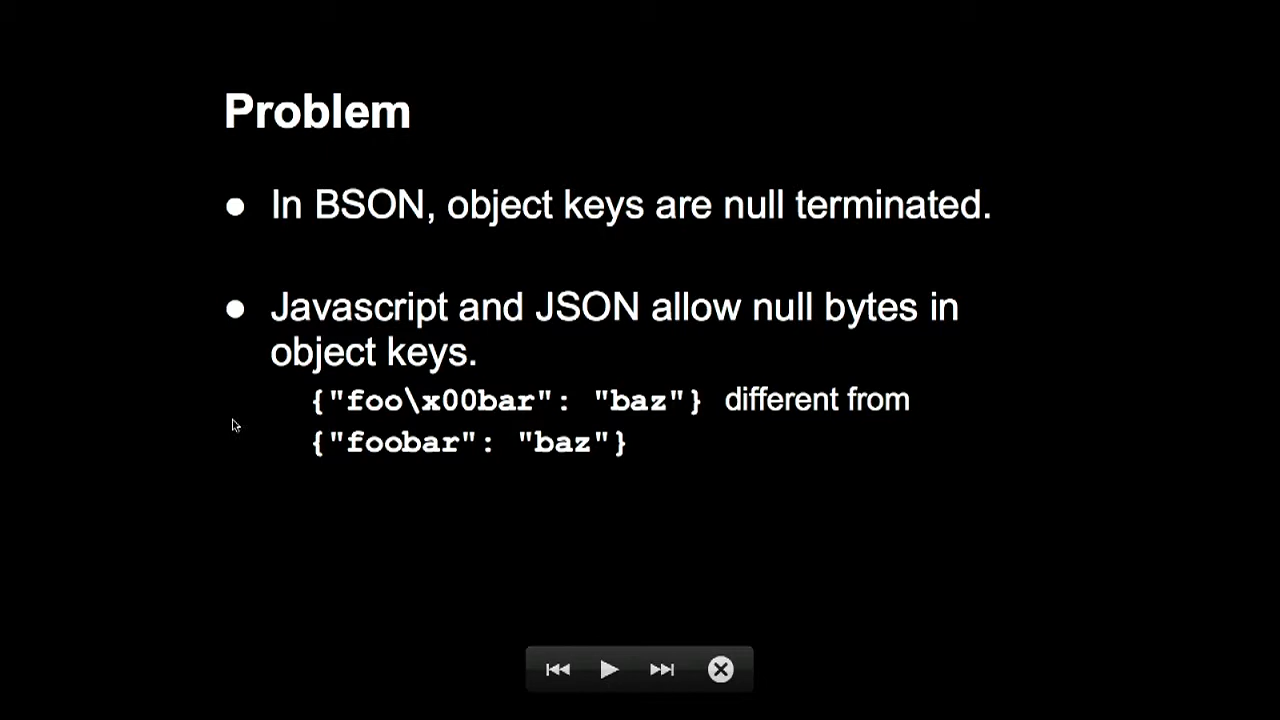 Problem
● In BSON, object keys are null terminated.
● Javascript and JSON allow null bytes in
object keys.
{"foo\x00bar": "baz"} different from
{"foobar": "baz"}